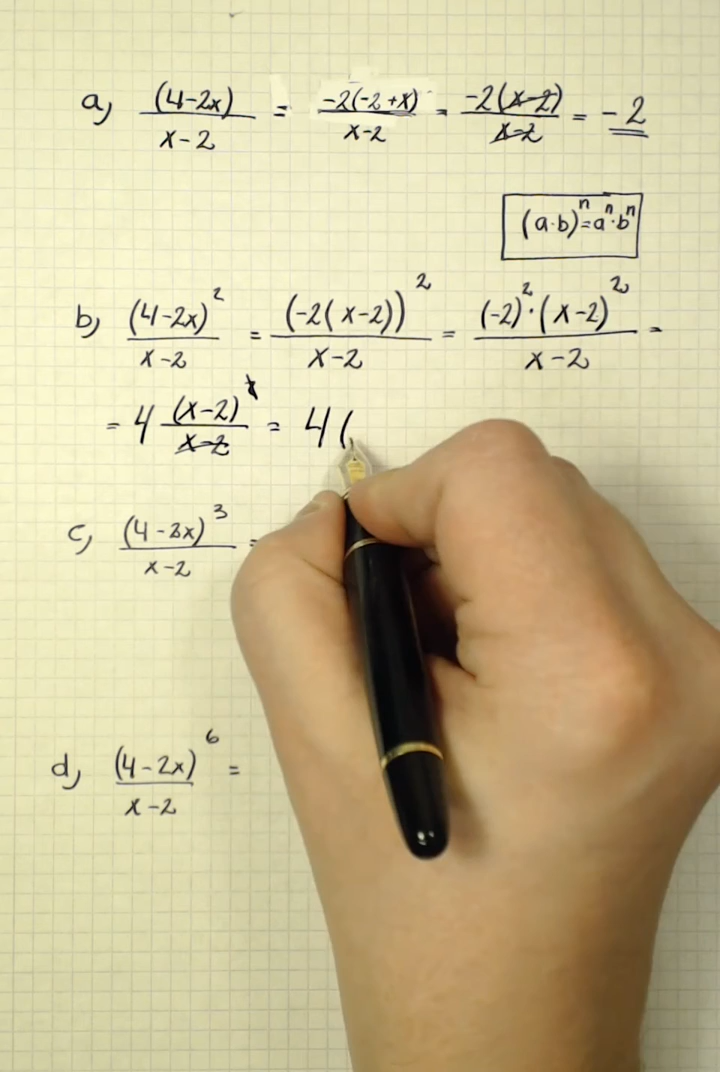 a) (4-2x)/(x-2) = -2(-2+x)/(x-2) = -2(x-2)/(x-2) = -2
(a·b)^n = a^n·b^n
b) (4-2x)^2/(x-2) = (-2(x-2))^2/(x-2) = (-2)^2·(x-2)^2/(x-2) =
= 4 (x-2)/(x-2) = 4(
c) (4-2x)^3/(x-2) =
d) (4-2x)^6/(x-2) =